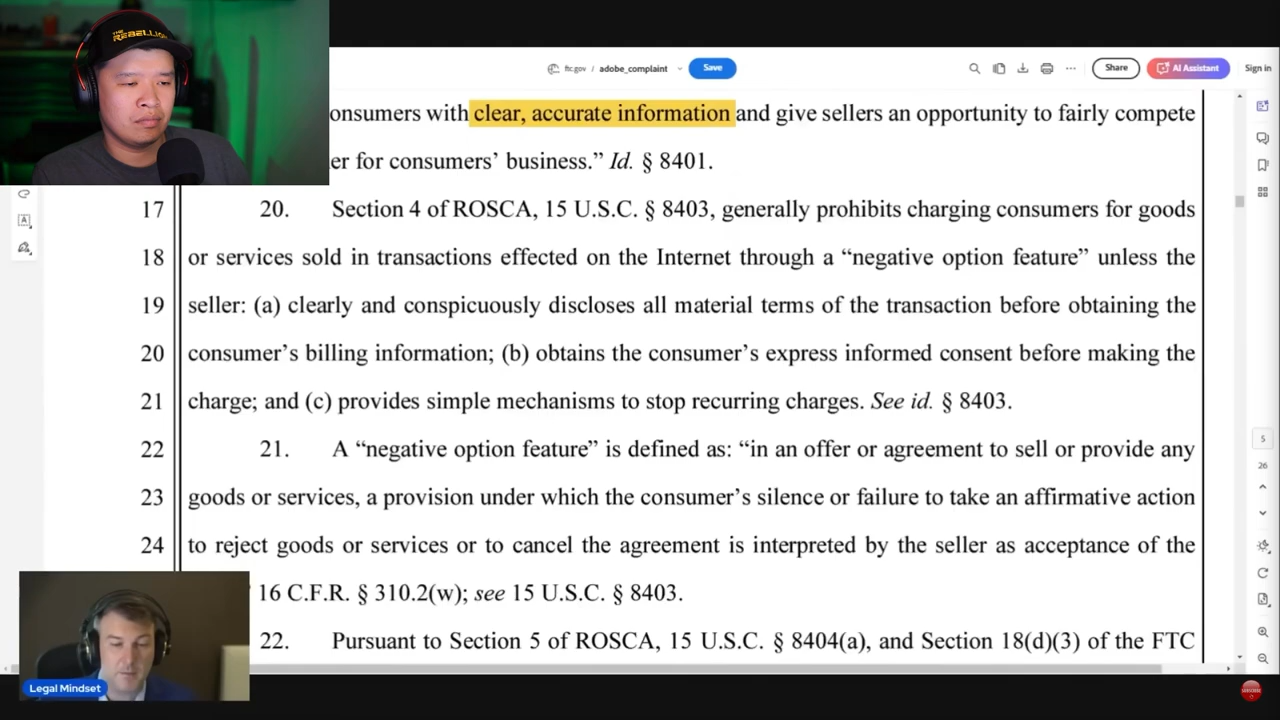 THE
REBELLION
ftc.gov / adobe_complaint
Save
Share
AI Assistant
Sign in
onsumers with clear, accurate information and give sellers an opportunity to fairly compete
er for consumers’ business.” Id. § 8401.
17 20. Section 4 of ROSCA, 15 U.S.C. § 8403, generally prohibits charging consumers for goods
18 or services sold in transactions effected on the Internet through a “negative option feature” unless the
19 seller: (a) clearly and conspicuously discloses all material terms of the transaction before obtaining the
20 consumer’s billing information; (b) obtains the consumer’s express informed consent before making the
21 charge; and (c) provides simple mechanisms to stop recurring charges. See id. § 8403.
22 21. A “negative option feature” is defined as: “in an offer or agreement to sell or provide any
23 goods or services, a provision under which the consumer’s silence or failure to take an affirmative action
24 to reject goods or services or to cancel the agreement is interpreted by the seller as acceptance of the
16 C.F.R. § 310.2(w); see 15 U.S.C. § 8403.
22. Pursuant to Section 5 of ROSCA, 15 U.S.C. § 8404(a), and Section 18(d)(3) of the FTC
5
26
Legal Mindset
SUBSCRIBE